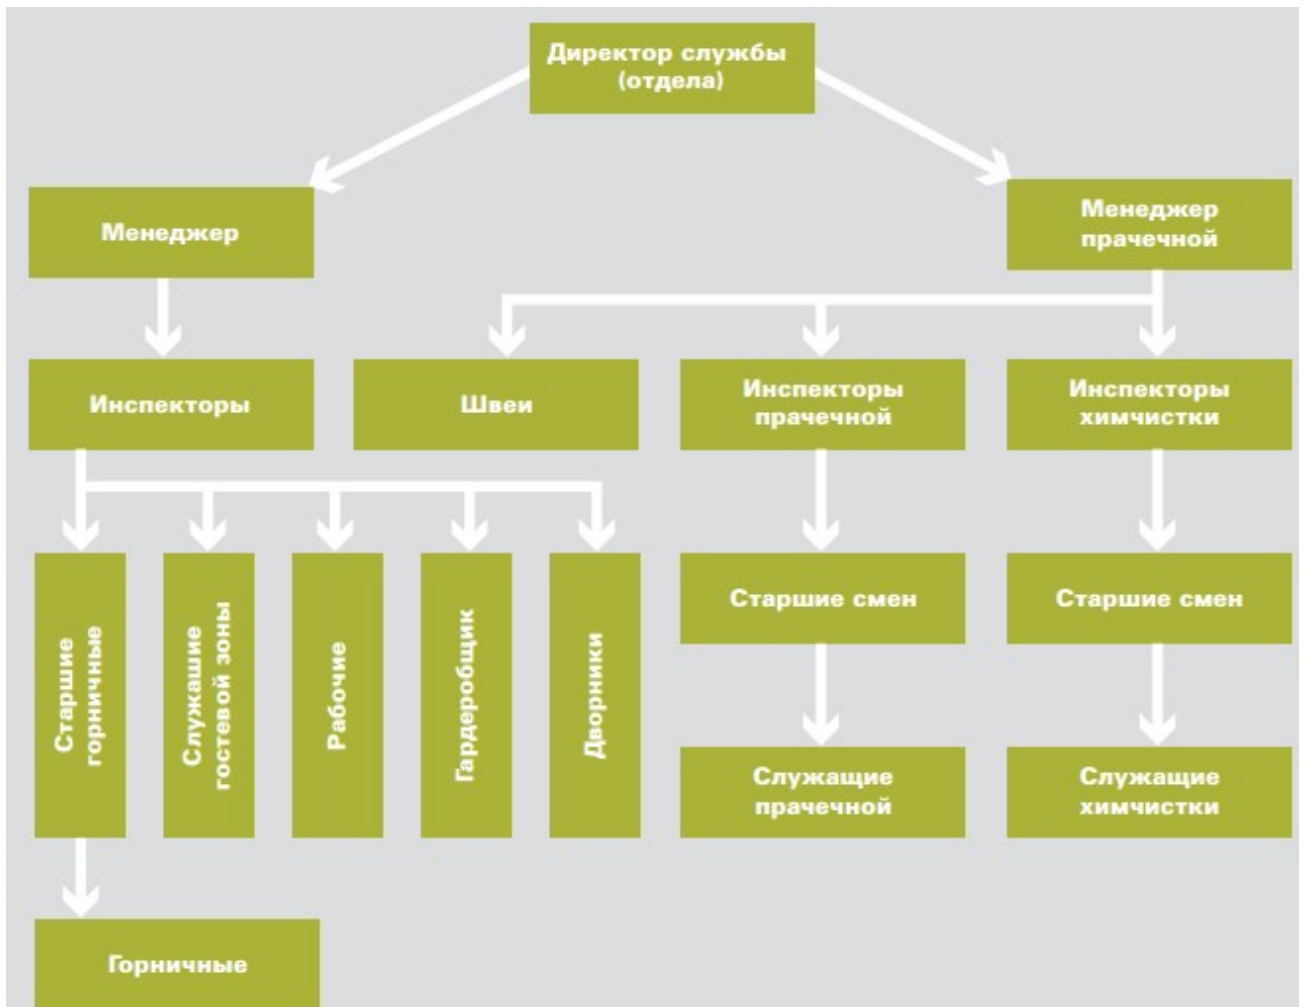 Директор службы
(отдела)
Менеджер
Менеджер
прачечной
Инспекторы
Швеи
Инспекторы
прачечной
Инспекторы
химчистки
Старшие
горничные
Служашие
гостевой зоны
Рабочие
Гардеробщик
Дворники
Старшие смен
Старшие смен
Служащие
прачечной
Служащие
химчистки
Горничные